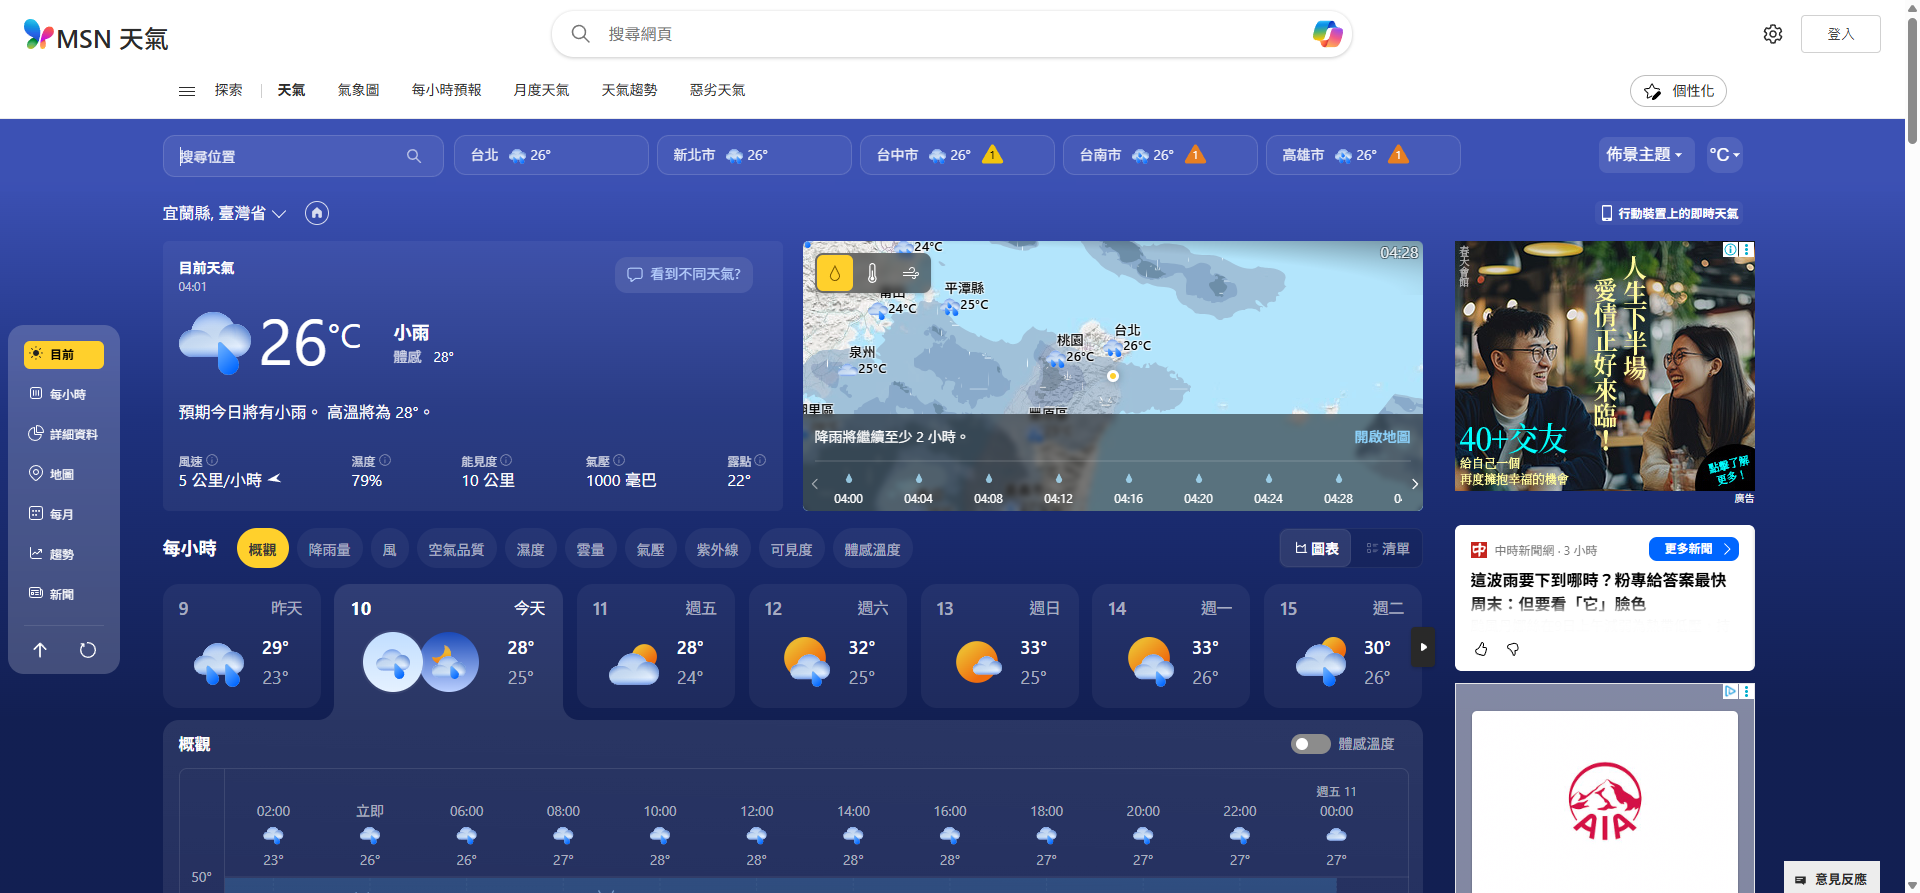 MSN 天氣
搜尋網頁
登入
探索
天氣
氣象圖
每小時預報
月度天氣
天氣趨勢
惡劣天氣
個性化
搜尋位置
台北 26°
新北市 26°
台中市 26° 1
台南市 26° 1
高雄市 26° 1
佈景主題
°C
宜蘭縣, 臺灣省
行動裝置上的即時天氣
目前天氣
04:01
看到不同天氣?
26°C
小雨
體感 28°
預期今日將有小雨。 高溫將為 28°。
風速
5 公里/小時
濕度
79%
能見度
10 公里
氣壓
1000 毫巴
露點
22°
04:28
24°C
平潭縣
25°C
24°C
泉州
25°C
桃園
26°C
台北
26°C
降雨將繼續至少 2 小時。
開啟地圖
04:00
04:04
04:08
04:12
04:16
04:20
04:24
04:28
目前
每小時
詳細資料
地圖
每月
趨勢
新聞
春天會館
人生下半場
愛情正好來臨!
40+交友
給自己一個
再度擁抱幸福的機會
點擊了解
更多!
廣告
每小時
概觀
降雨量
風
空氣品質
濕度
雲量
氣壓
紫外線
可見度
體感溫度
圖表
清單
9 昨天
29°
23°
10 今天
28°
25°
11 週五
28°
24°
12 週六
32°
25°
13 週日
33°
25°
14 週一
33°
26°
15 週二
30°
26°
中
中時新聞網 · 3 小時
更多新聞
這波雨要下到哪時?粉專給答案最快
周末:但要看「它」臉色
概觀
體感溫度
週五 11
02:00
立即
06:00
08:00
10:00
12:00
14:00
16:00
18:00
20:00
22:00
00:00
23°
26°
26°
27°
28°
28°
28°
28°
27°
27°
27°
27°
50°
AIA
意見反應